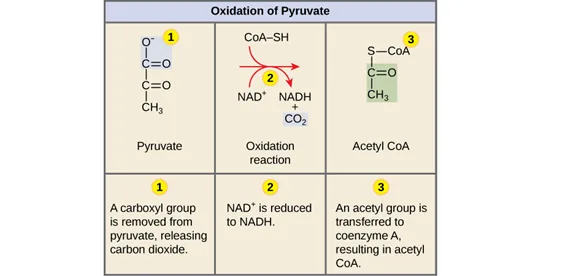 Oxidation of Pyruvate
1
O-
C O
C O
CH3
Pyruvate
CoA–SH
2
NAD+ NADH
+
CO2
Oxidation
reaction
3
S CoA
C O
CH3
Acetyl CoA
1
A carboxyl group
is removed from
pyruvate, releasing
carbon dioxide.
2
NAD+ is reduced
to NADH.
3
An acetyl group is
transferred to
coenzyme A,
resulting in acetyl
CoA.